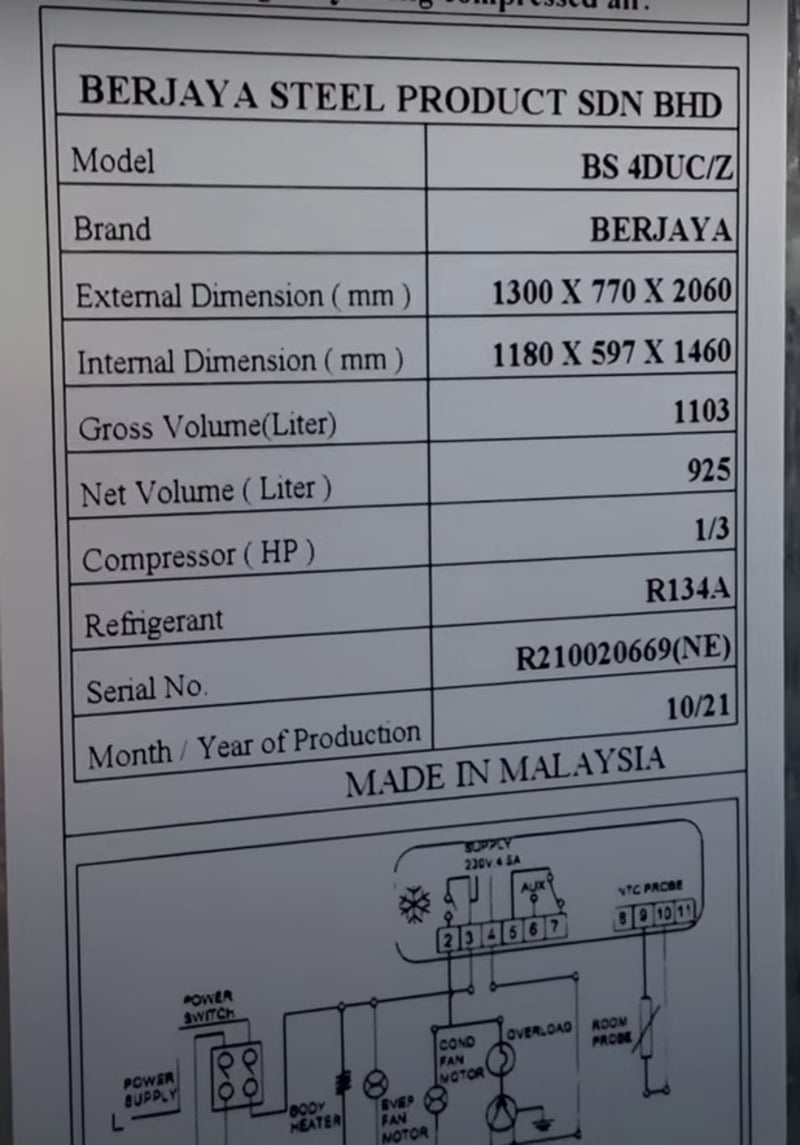 compressed air.
BERJAYA STEEL PRODUCT SDN BHD
Model BS 4DUC/Z
Brand BERJAYA
External Dimension ( mm ) 1300 X 770 X 2060
Internal Dimension ( mm ) 1180 X 597 X 1460
Gross Volume(Liter) 1103
Net Volume ( Liter ) 925
Compressor ( HP ) 1/3
Refrigerant R134A
Serial No. R210020669(NE)
Month / Year of Production 10/21
MADE IN MALAYSIA
SUPPLY
230V 4.5A
AUX
NTC PROBE
2 3 4 5 6 7
8 9 10 11
POWER
SWITCH
POWER
SUPPLY
L
BODY
HEATER
EVEP
FAN
MOTOR
COND
FAN
MOTOR
OVERLOAD
ROOM
PROBE